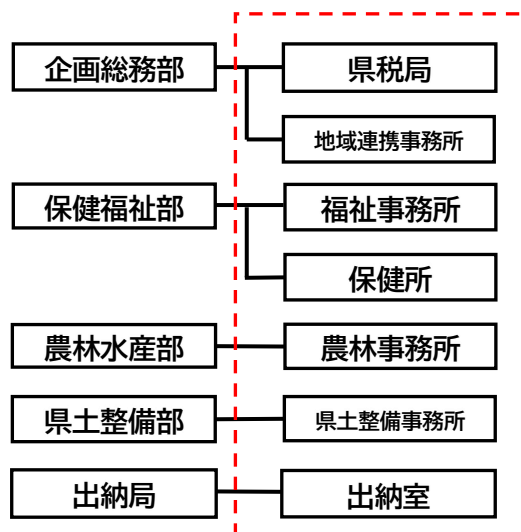 企画総務部
県税局
地域連携事務所
保健福祉部
福祉事務所
保健所
農林水産部
農林事務所
県土整備部
県土整備事務所
出納局
出納室